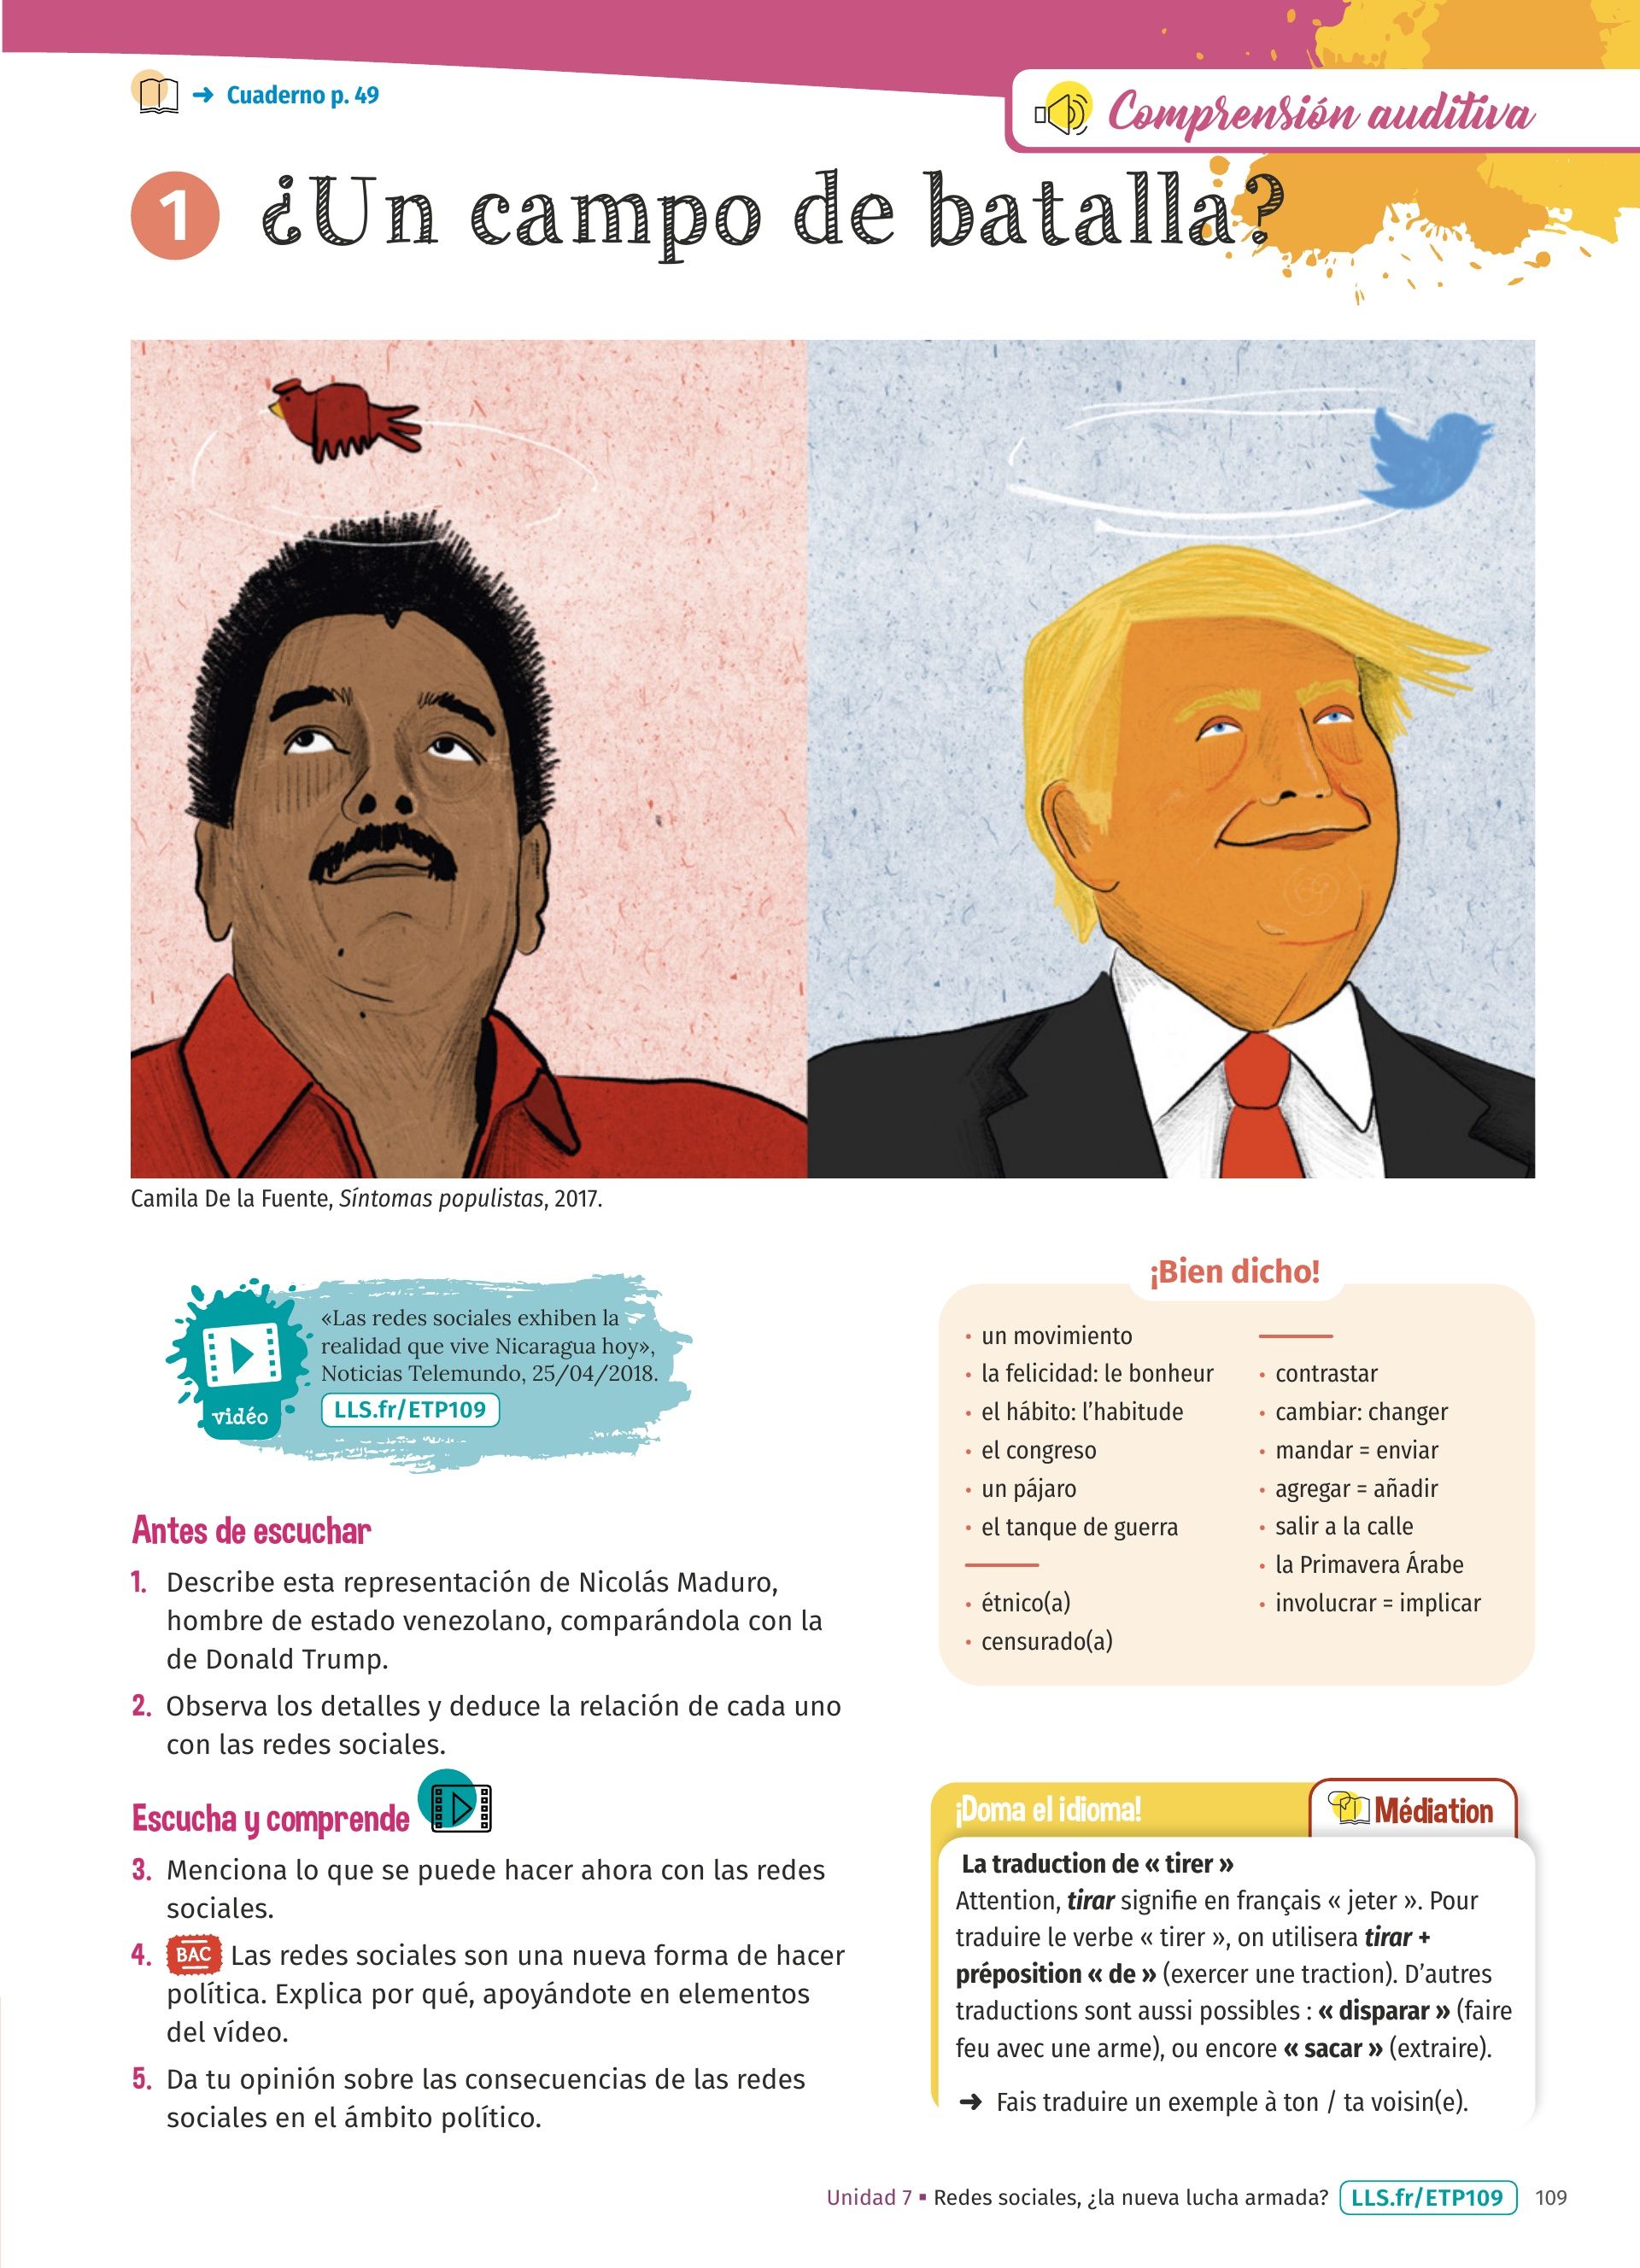 ➜ Cuaderno p. 49
Comprensión auditiva
1 ¿Un campo de batalla?
Camila De la Fuente, Síntomas populistas, 2017.
vidéo
«Las redes sociales exhiben la
realidad que vive Nicaragua hoy»,
Noticias Telemundo, 25/04/2018.
LLS.fr/ETP109
Antes de escuchar
1. Describe esta representación de Nicolás Maduro,
hombre de estado venezolano, comparándola con la
de Donald Trump.
2. Observa los detalles y deduce la relación de cada uno
con las redes sociales.
Escucha y comprende
3. Menciona lo que se puede hacer ahora con las redes
sociales.
4. BAC Las redes sociales son una nueva forma de hacer
política. Explica por qué, apoyándote en elementos
del vídeo.
5. Da tu opinión sobre las consecuencias de las redes
sociales en el ámbito político.
¡Bien dicho!
• un movimiento
• la felicidad: le bonheur
• el hábito: l’habitude
• el congreso
• un pájaro
• el tanque de guerra
• étnico(a)
• censurado(a)
• contrastar
• cambiar: changer
• mandar = enviar
• agregar = añadir
• salir a la calle
• la Primavera Árabe
• involucrar = implicar
¡Doma el idioma!
Médiation
La traduction de « tirer »
Attention, tirar signifie en français « jeter ». Pour
traduire le verbe « tirer », on utilisera tirar +
préposition « de » (exercer une traction). D’autres
traductions sont aussi possibles : « disparar » (faire
feu avec une arme), ou encore « sacar » (extraire).
➜ Fais traduire un exemple à ton / ta voisin(e).
Unidad 7 ▪ Redes sociales, ¿la nueva lucha armada? LLS.fr/ETP109 109